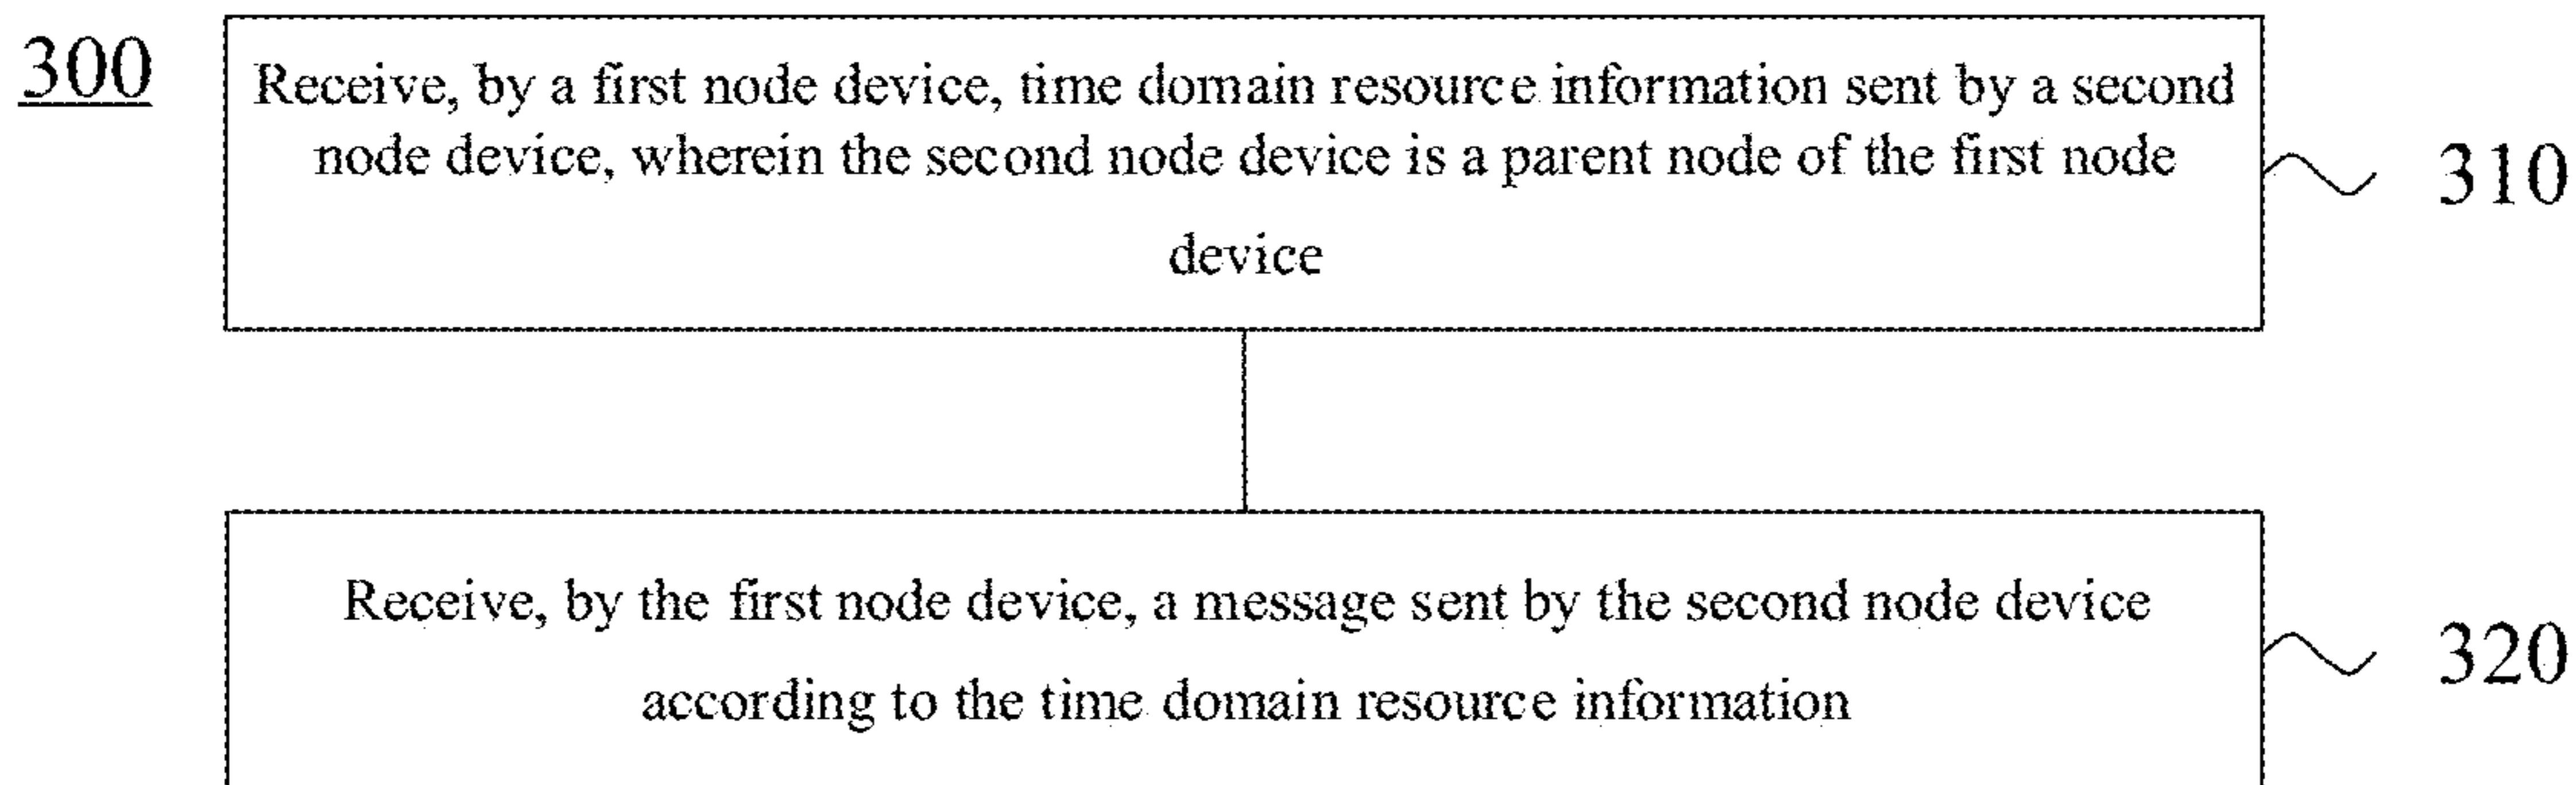 300
Receive, by a first node device, time domain resource information sent by a second
node device, wherein the second node device is a parent node of the first node
device
310
Receive, by the first node device, a message sent by the second node device
according to the time domain resource information
320